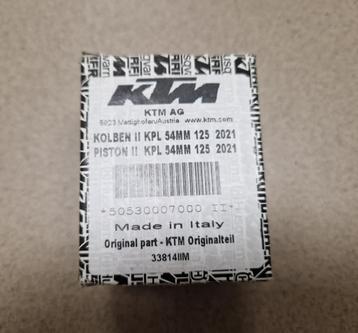 KTM
KTM AG
5023 Mattighofen/Austria www.ktm.com
KOLBEN II KPL 54MM 125 2021
PISTON II KPL 54MM 125 2021
*50530007000 II*
Made in Italy
Original part - KTM Originalteil
33814IIM